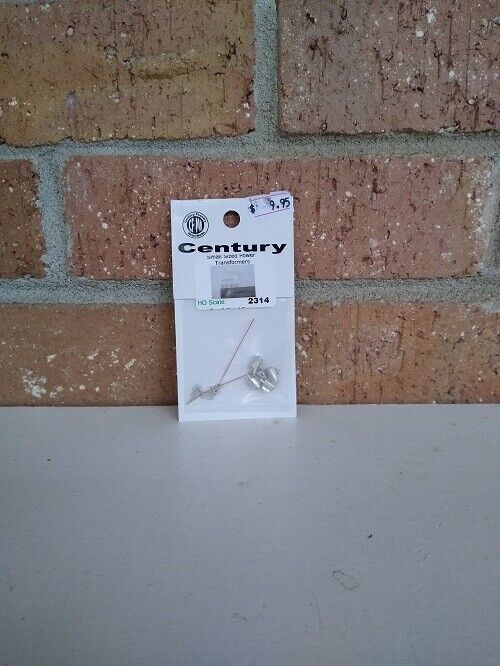 $ 9.95
Century
Small Sized Power
Transformers
HO Scale 2314